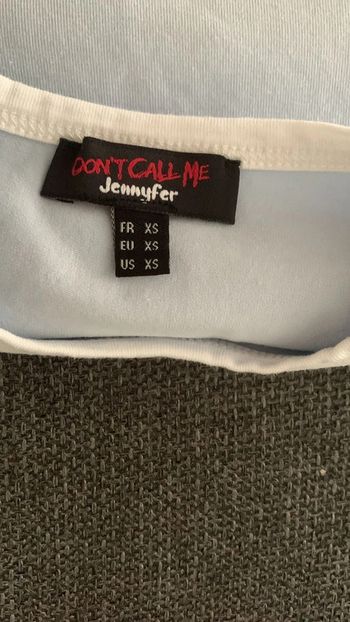 DON'T CALL ME
Jennyfer
FR XS
EU XS
US XS